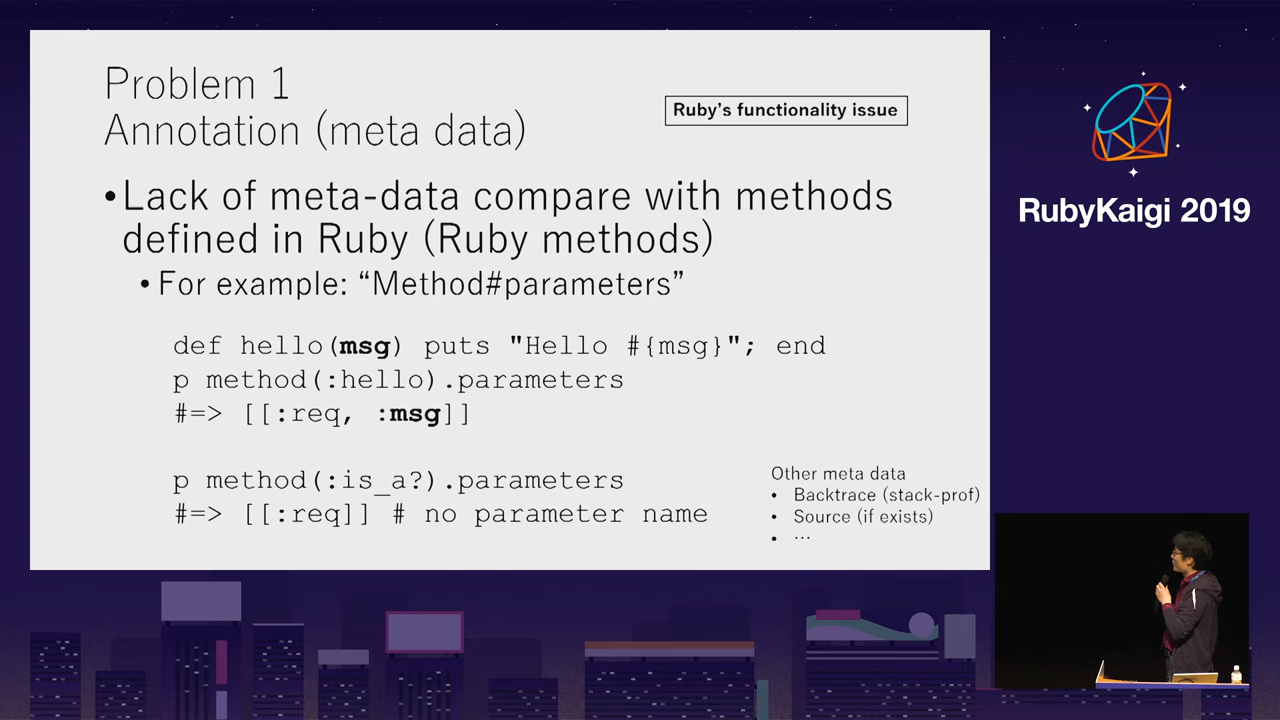 Problem 1
Annotation (meta data)
Ruby's functionality issue
•Lack of meta-data compare with methods
defined in Ruby (Ruby methods)
• For example: “Method#parameters”
def hello(msg) puts "Hello #{msg}"; end
p method(:hello).parameters
#=> [[:req, :msg]]
p method(:is_a?).parameters
#=> [[:req]] # no parameter name
Other meta data
• Backtrace (stack-prof)
• Source (if exists)
• …
RubyKaigi 2019